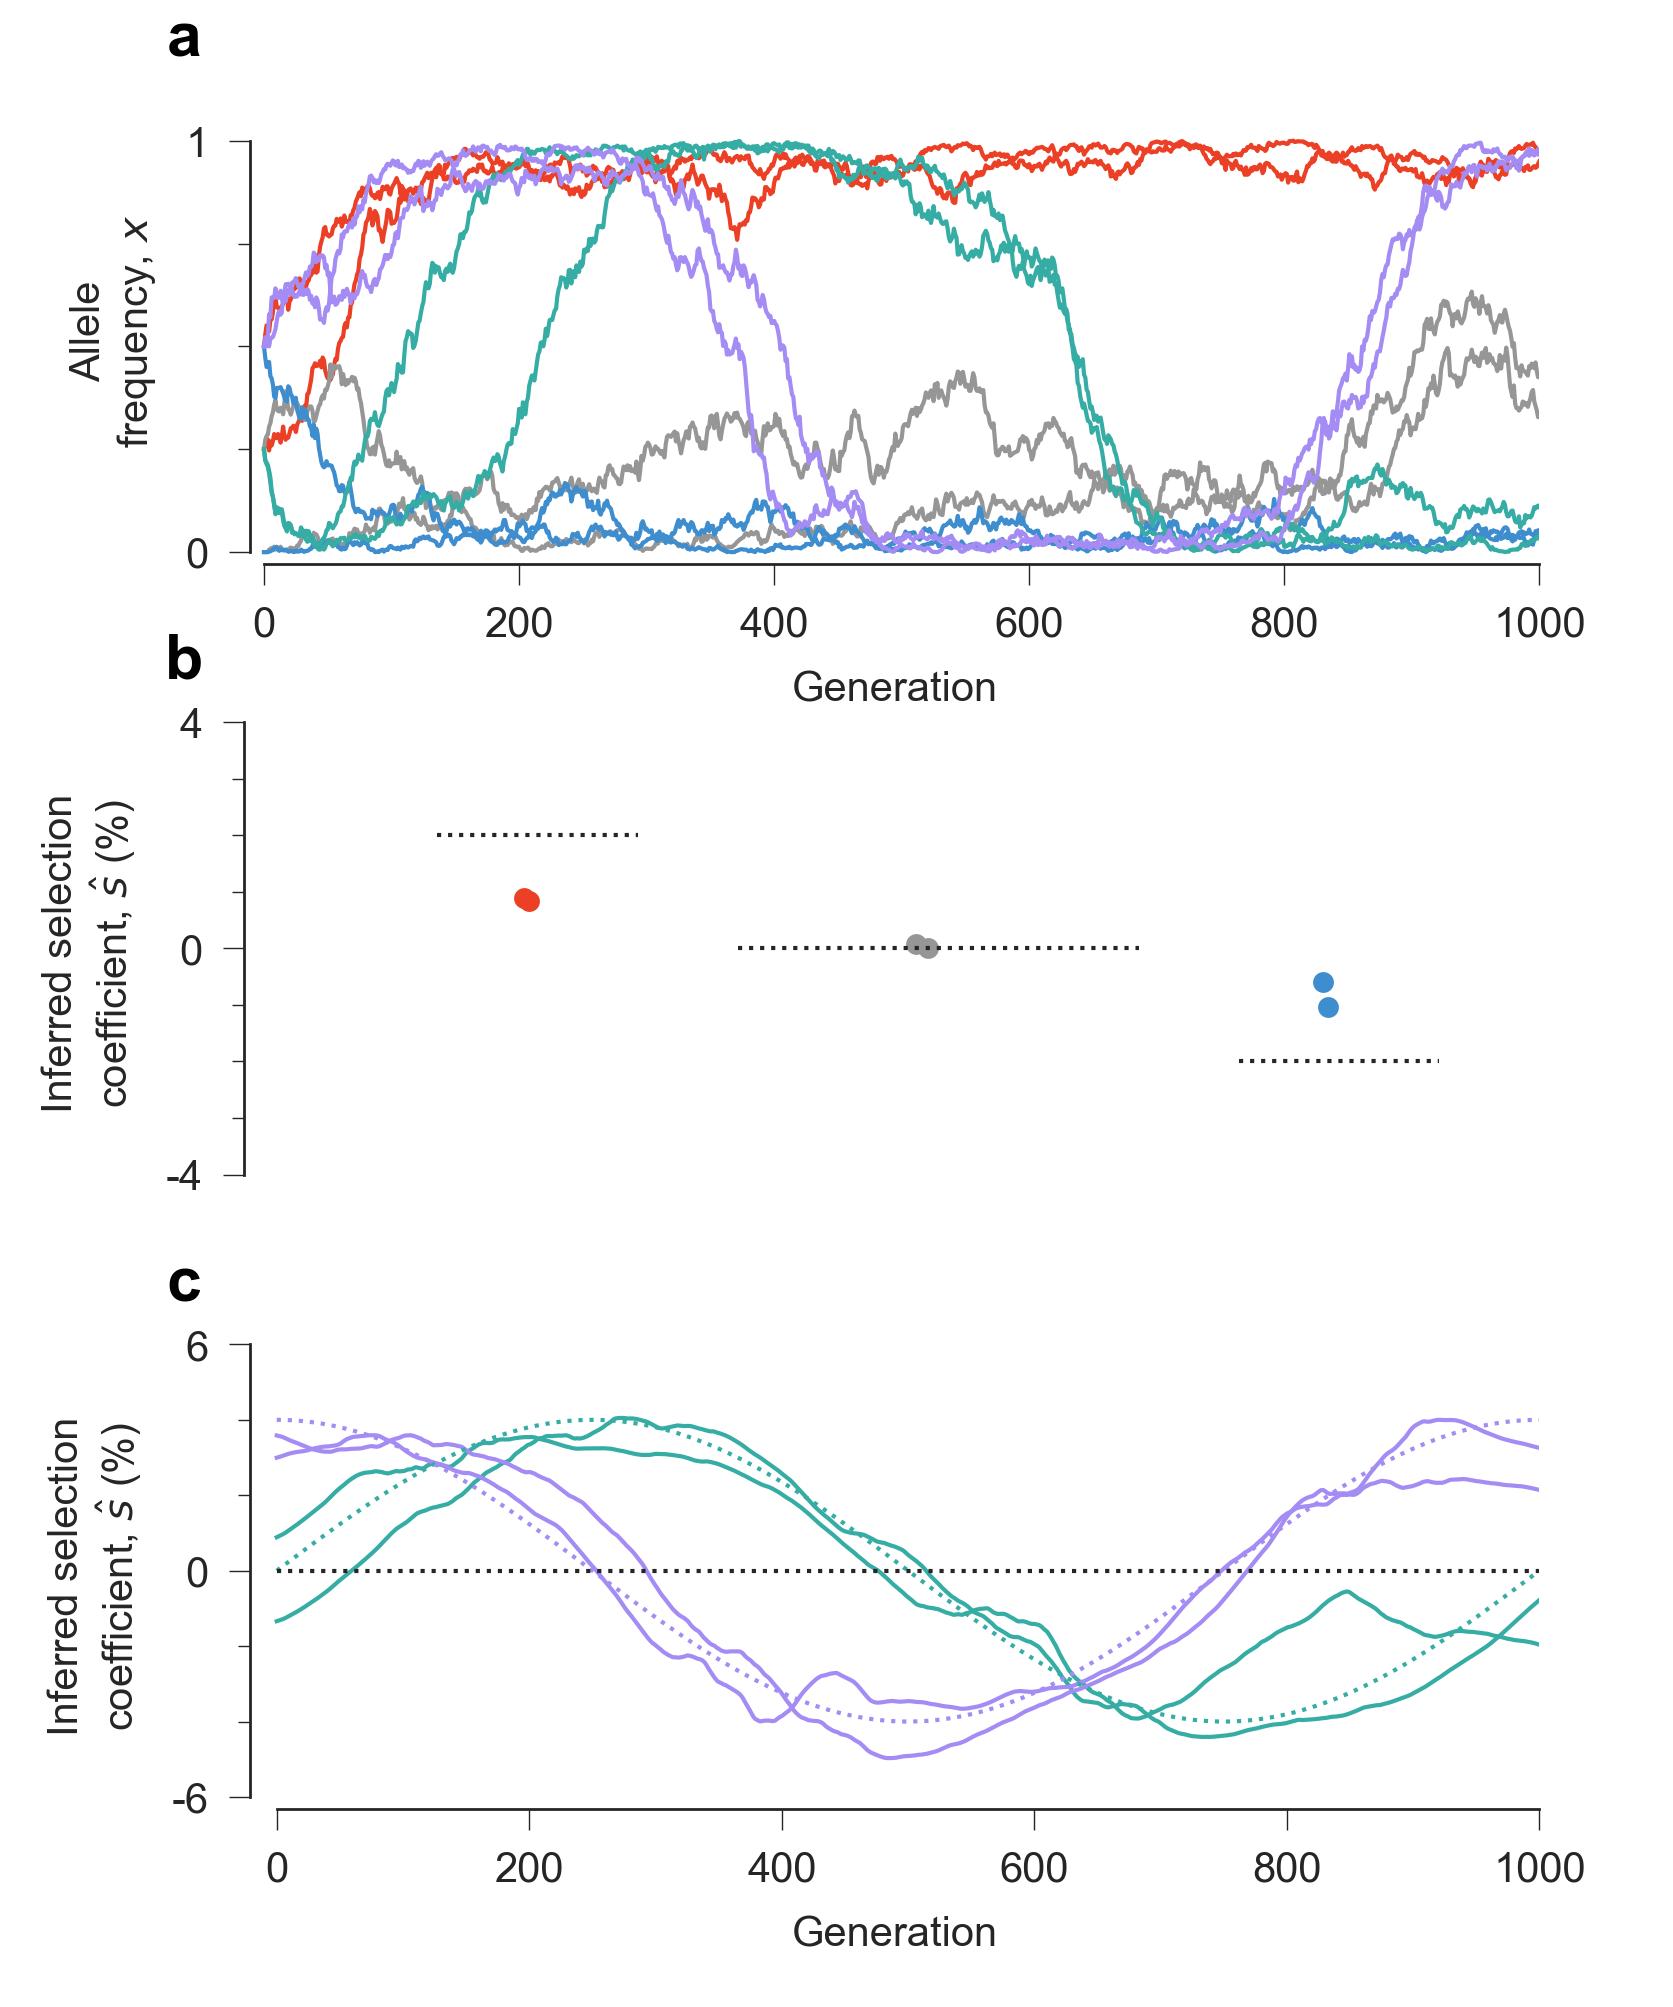 a
1
0
Allele
frequency, x
0 200 400 600 800 1000
Generation
b
4
0
-4
Inferred selection
coefficient, ŝ (%)
c
6
0
-6
Inferred selection
coefficient, ŝ (%)
0 200 400 600 800 1000
Generation